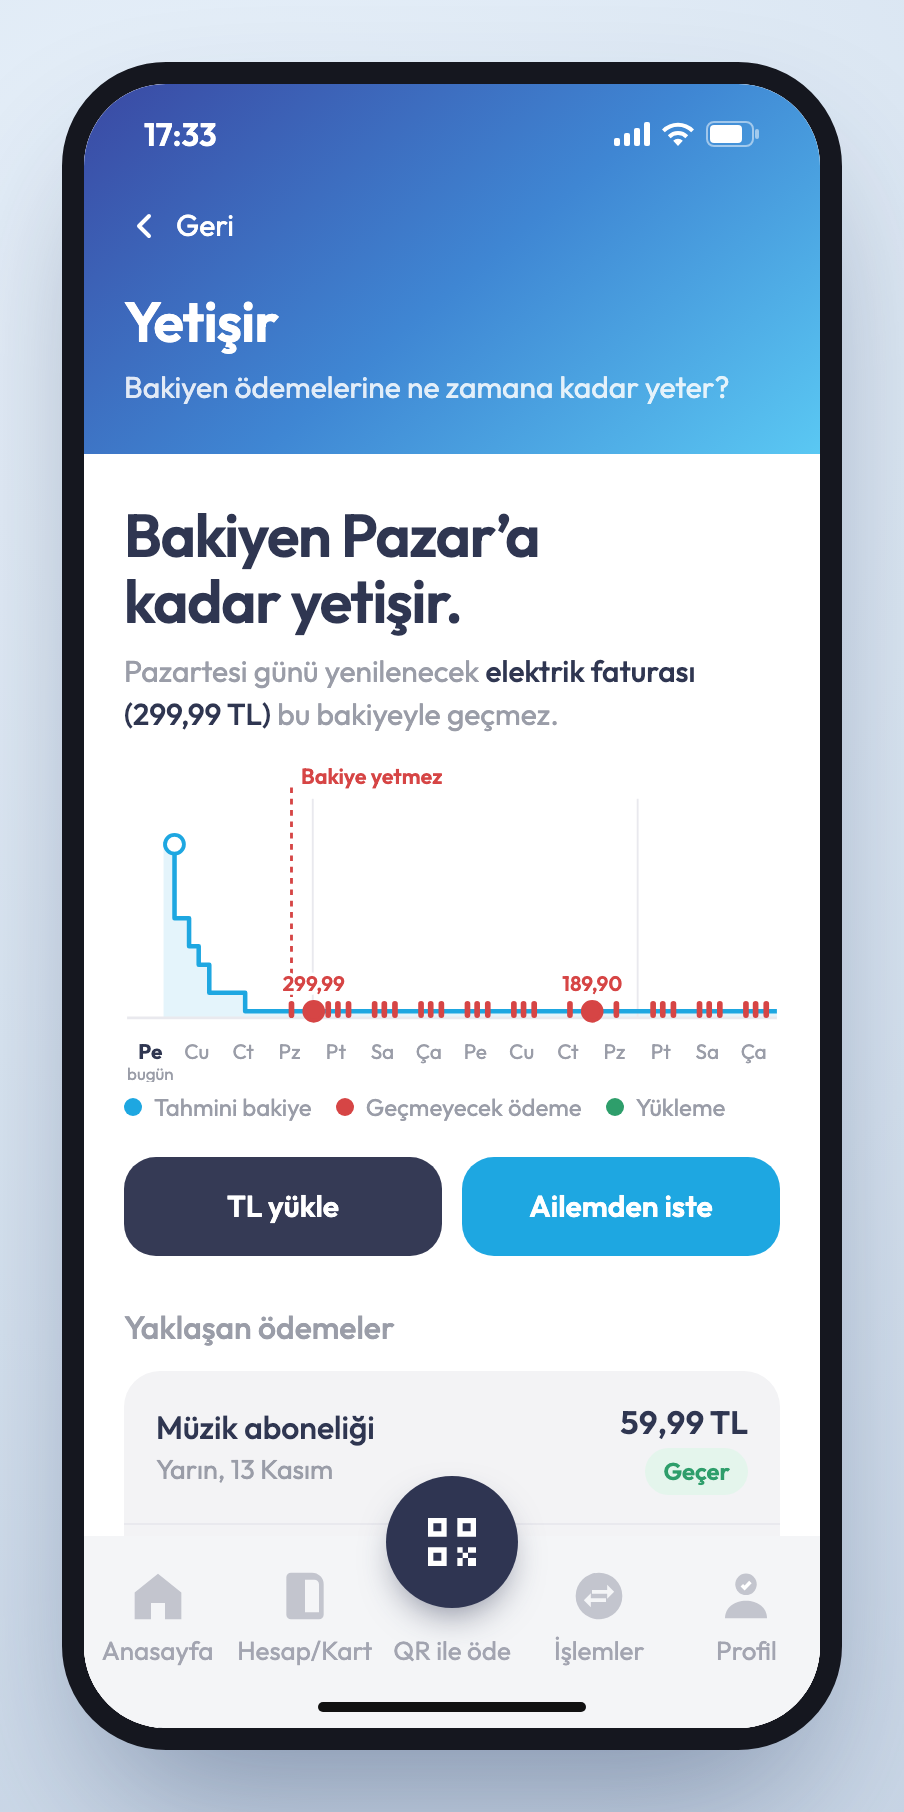 17:33
Geri
Yetişir
Bakiyen ödemelerine ne zamana kadar yeter?
Bakiyen Pazar’a
kadar yetişir.
Pazartesi günü yenilenecek elektrik faturası
(299,99 TL) bu bakiyeyle geçmez.
Bakiye yetmez
299,99
189,90
Pe Cu Ct Pz Pt Sa Ça Pe Cu Ct Pz Pt Sa Ça
bugün
Tahmini bakiye Geçmeyecek ödeme Yükleme
TL yükle Ailemden iste
Yaklaşan ödemeler
Müzik aboneliği 59,99 TL
Yarın, 13 Kasım Geçer
Anasayfa Hesap/Kart QR ile öde İşlemler Profil